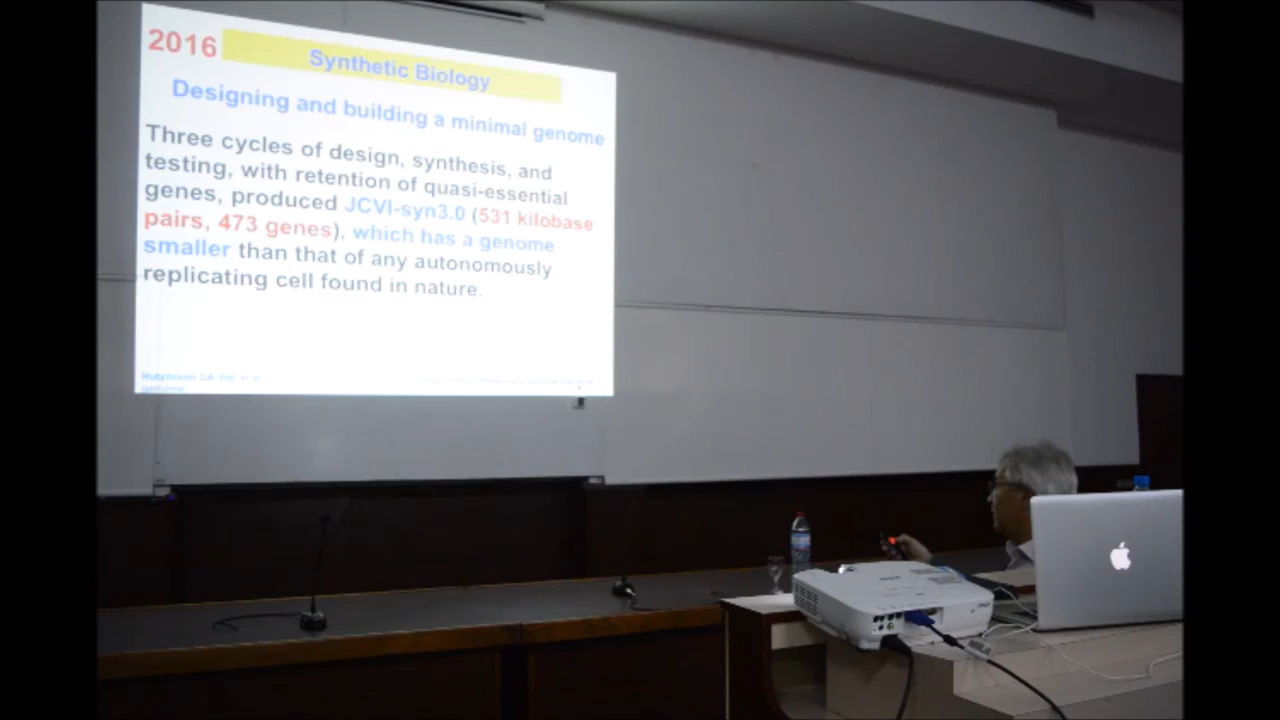 2016
Synthetic Biology
Designing and building a minimal genome
Three cycles of design, synthesis, and
testing, with retention of quasi-essential
genes, produced JCVI-syn3.0 (531 kilobase
pairs, 473 genes), which has a genome
smaller than that of any autonomously
replicating cell found in nature.